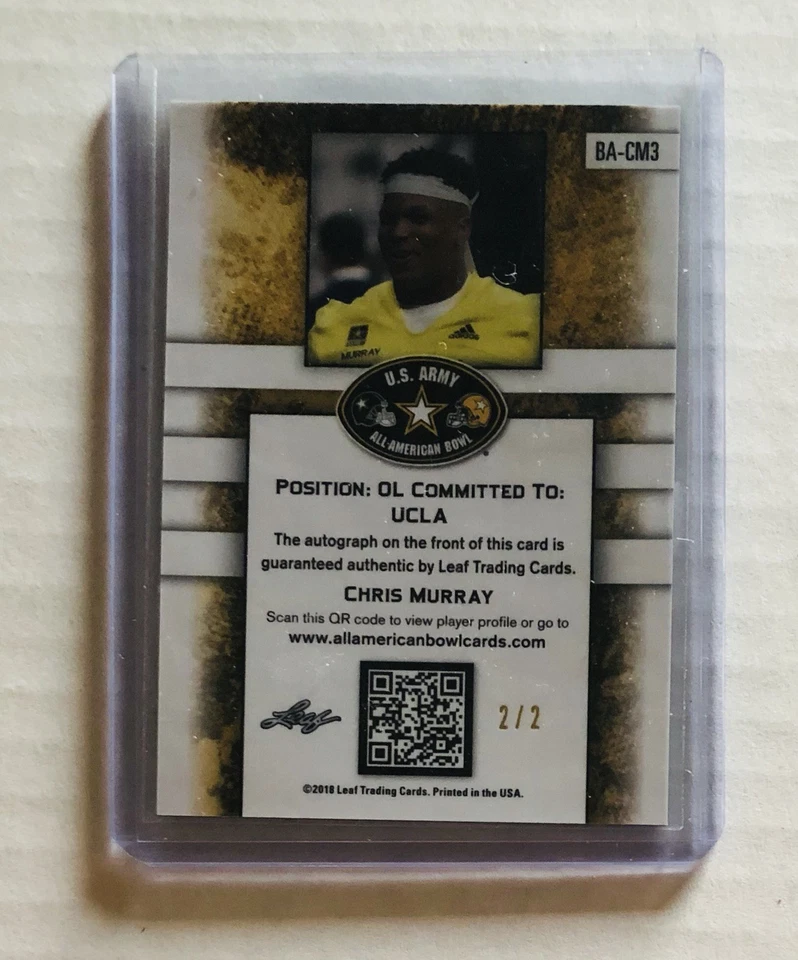 BA-CM3
MURRAY
adidas
U.S. ARMY
ALL-AMERICAN BOWL
POSITION: OL COMMITTED TO:
UCLA
The autograph on the front of this card is
guaranteed authentic by Leaf Trading Cards.
CHRIS MURRAY
Scan this QR code to view player profile or go to
www.allamericanbowlcards.com
Leaf
2/2
©2018 Leaf Trading Cards. Printed in the USA.